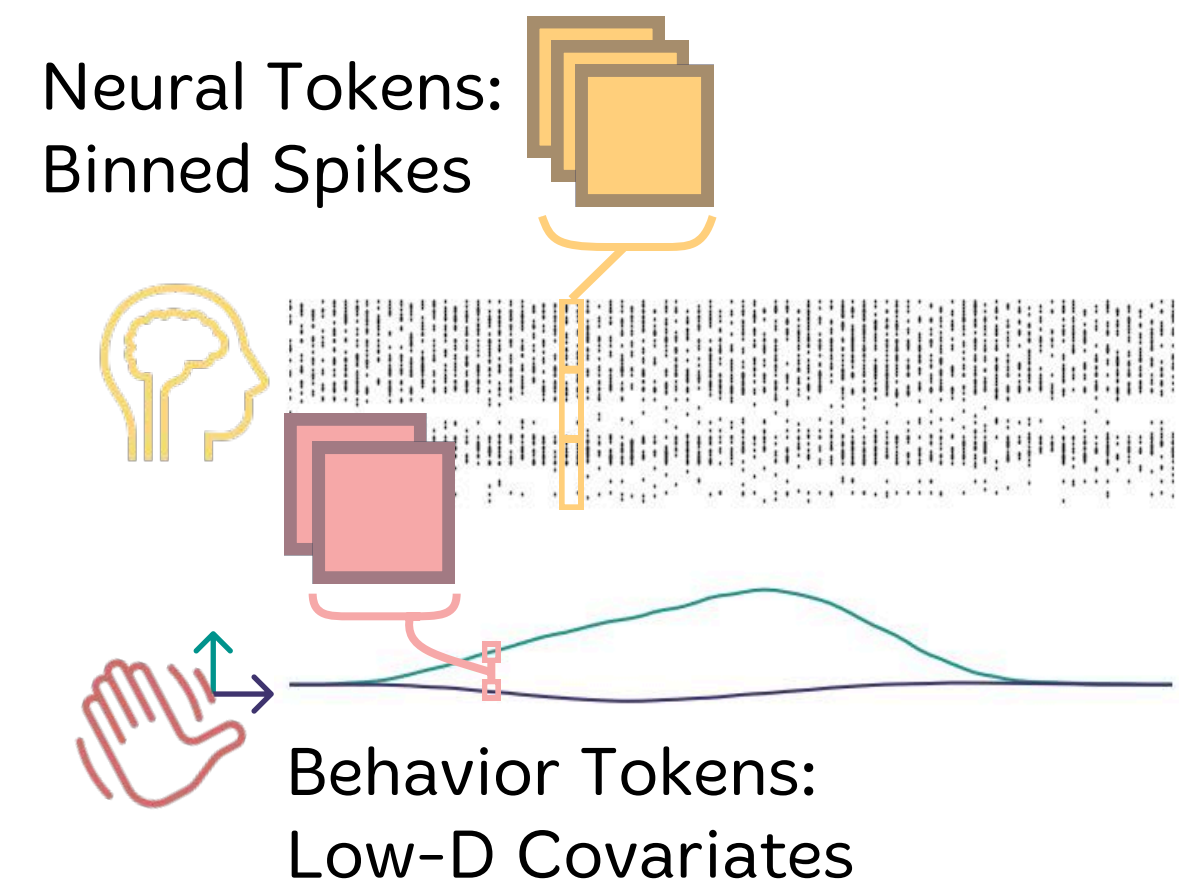 Neural Tokens:
Binned Spikes
Behavior Tokens:
Low-D Covariates